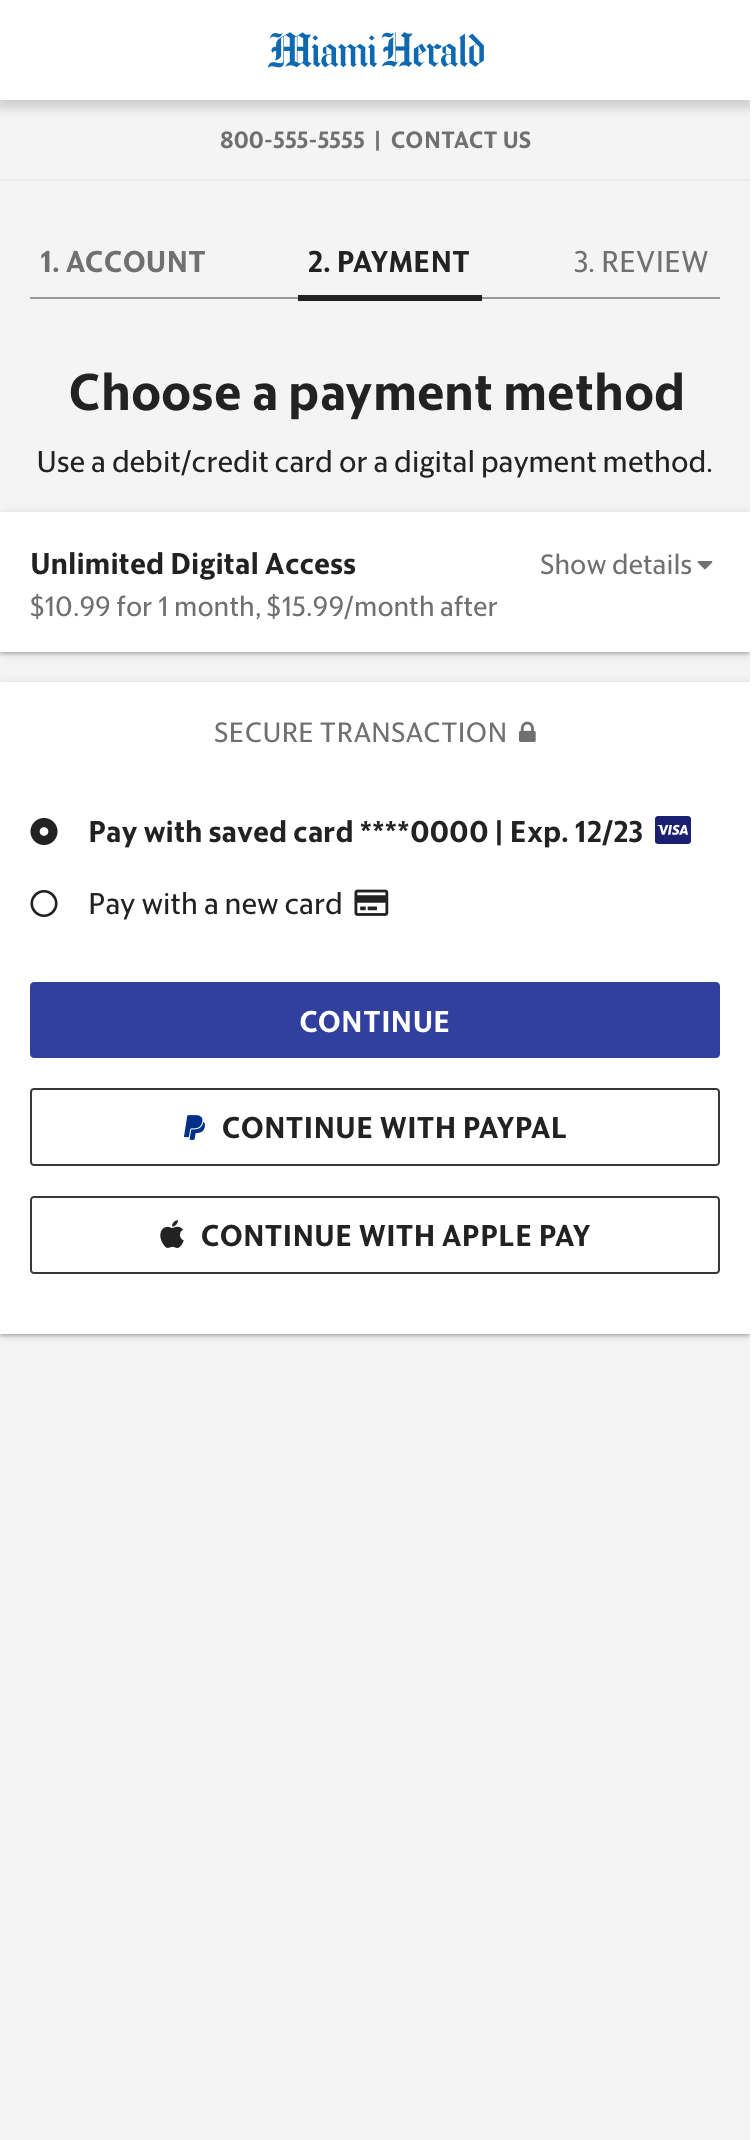 Miami Herald
800-555-5555 | CONTACT US
1. ACCOUNT 2. PAYMENT 3. REVIEW
Choose a payment method
Use a debit/credit card or a digital payment method.
Unlimited Digital Access Show details
$10.99 for 1 month, $15.99/month after
SECURE TRANSACTION
Pay with saved card ****0000 | Exp. 12/23 VISA
Pay with a new card
CONTINUE
CONTINUE WITH PAYPAL
CONTINUE WITH APPLE PAY